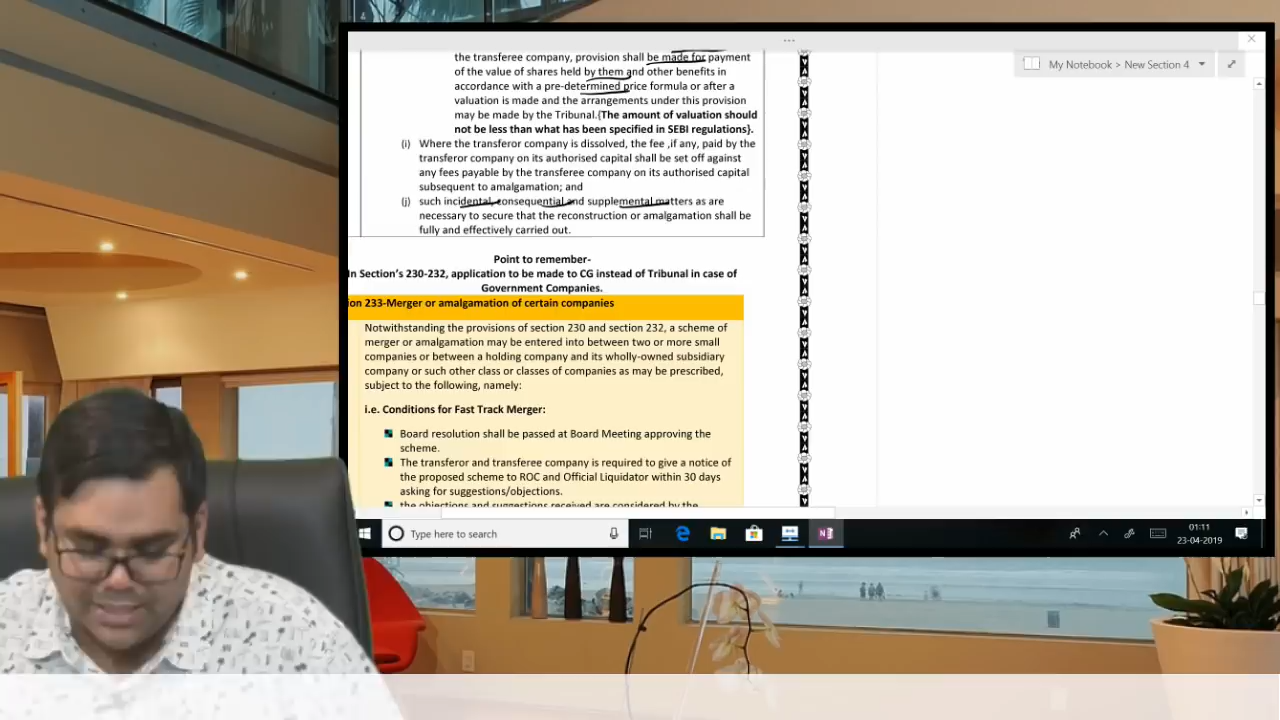 the transferee company, provision shall be made for payment
of the value of shares held by them and other benefits in
accordance with a pre-determined price formula or after a
valuation is made and the arrangements under this provision
may be made by the Tribunal.{The amount of valuation should
not be less than what has been specified in SEBI regulations}.
(i) Where the transferor company is dissolved, the fee ,if any, paid by the
transferor company on its authorised capital shall be set off against
any fees payable by the transferee company on its authorised capital
subsequent to amalgamation; and
(j) such incidental, consequential and supplemental matters as are
necessary to secure that the reconstruction or amalgamation shall be
fully and effectively carried out.
Point to remember-
In Section's 230-232, application to be made to CG instead of Tribunal in case of
Government Companies.
ion 233-Merger or amalgamation of certain companies
Notwithstanding the provisions of section 230 and section 232, a scheme of
merger or amalgamation may be entered into between two or more small
companies or between a holding company and its wholly-owned subsidiary
company or such other class or classes of companies as may be prescribed,
subject to the following, namely:
i.e. Conditions for Fast Track Merger:
Board resolution shall be passed at Board Meeting approving the
scheme.
The transferor and transferee company is required to give a notice of
the proposed scheme to ROC and Official Liquidator within 30 days
asking for suggestions/objections.
the objections and suggestions received are considered by the
My Notebook > New Section 4
Type here to search
01:11
23-04-2019